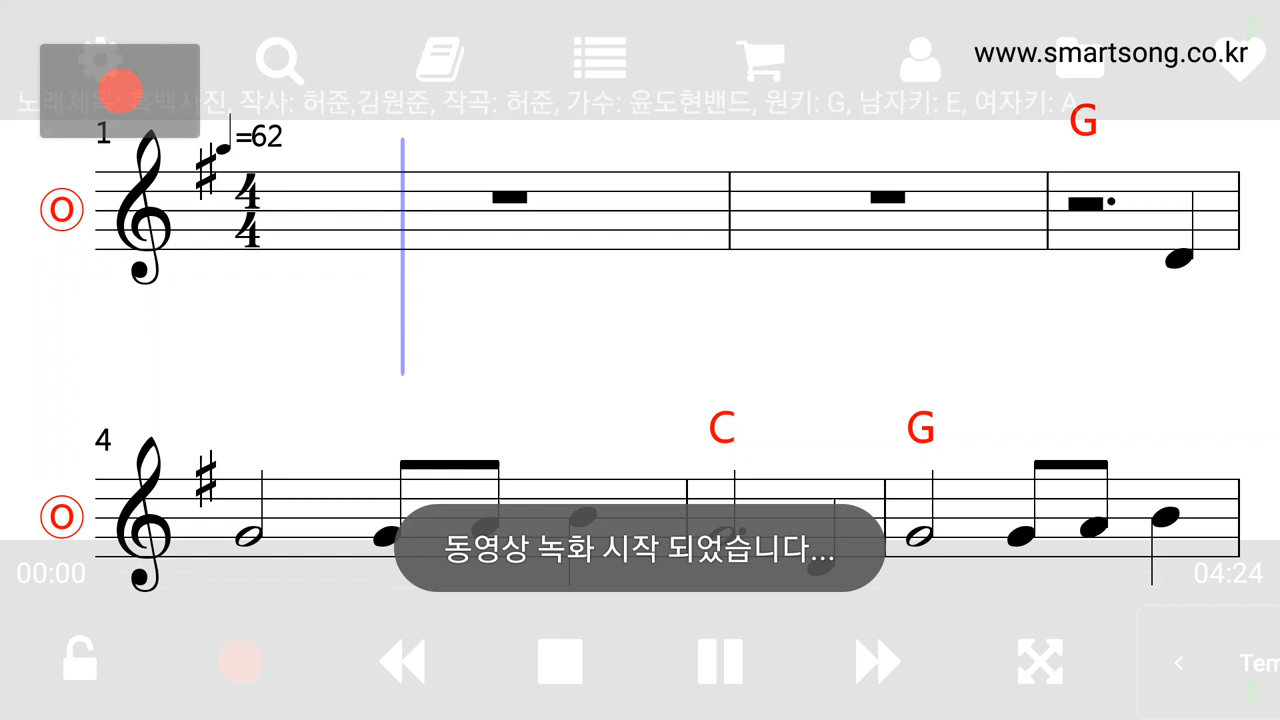 www.smartsong.co.kr
노래제목: 흑백사진, 작사: 허준,김원준, 작곡: 허준, 가수: 윤도현밴드, 원키: G, 남자키: E, 여자키: A
G
1
=62
O
4
4
C G
4
O
동영상 녹화 시작 되었습니다...
00:00
04:24